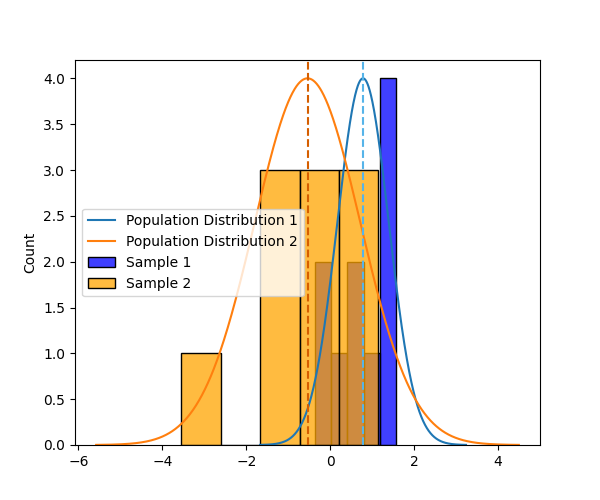 4.0
3.5
3.0
2.5
2.0
1.5
1.0
0.5
0.0
Count
Population Distribution 1
Population Distribution 2
Sample 1
Sample 2
−6 −4 −2 0 2 4